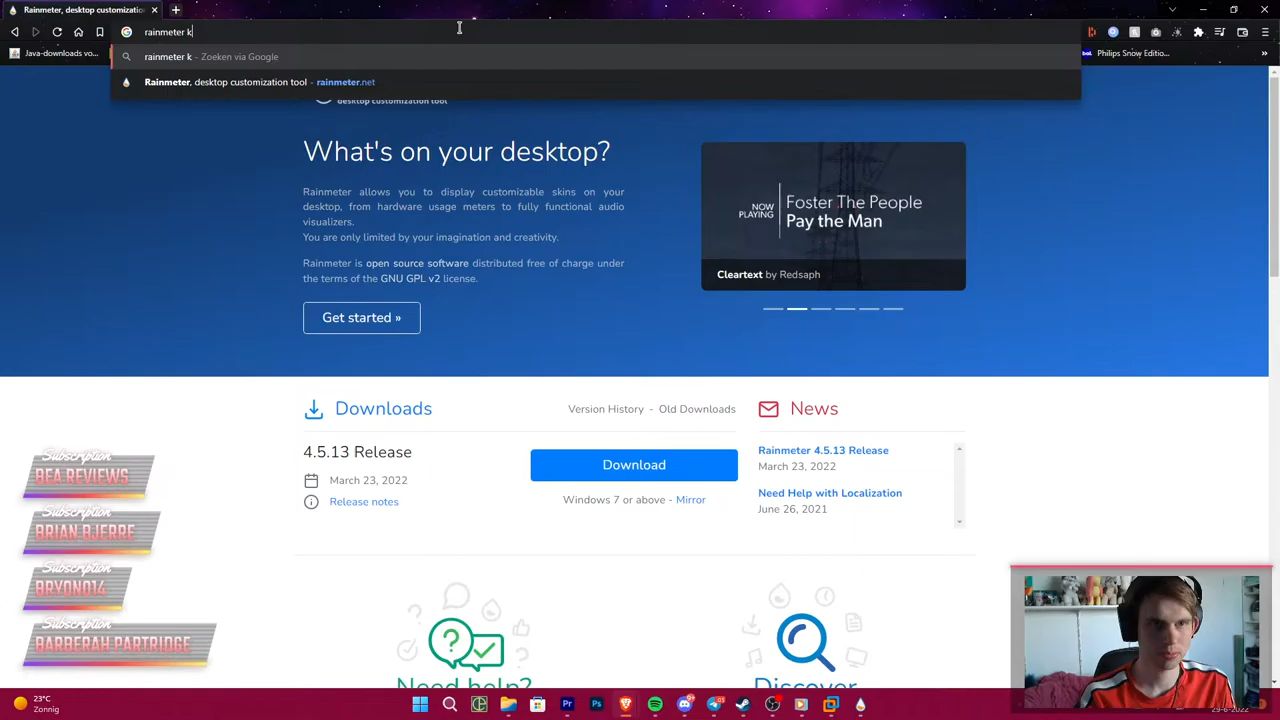 Rainmeter, desktop customizatio
rainmeter k
rainmeter k - Zoeken via Google
Rainmeter, desktop customization tool - rainmeter.net
Java-downloads vo...
Philips Snow Editio...
desktop customization tool
What's on your desktop?
Rainmeter allows you to display customizable skins on your
desktop, from hardware usage meters to fully functional audio
visualizers.
You are only limited by your imagination and creativity.
Rainmeter is open source software distributed free of charge under
the terms of the GNU GPL v2 license.
Get started »
NOW
PLAYING
Foster The People
Pay the Man
Cleartext by Redsaph
Downloads
Version History - Old Downloads
4.5.13 Release
March 23, 2022
Release notes
Download
Windows 7 or above - Mirror
News
Rainmeter 4.5.13 Release
March 23, 2022
Need Help with Localization
June 26, 2021
Need help?
Discover
Subscription
BEA REVIEWS
Subscription
BRIAN BJERRE
Subscription
BRYONO14
Subscription
BARBERAH PARTRIDGE
23°C
Zonnig
29-6-2022